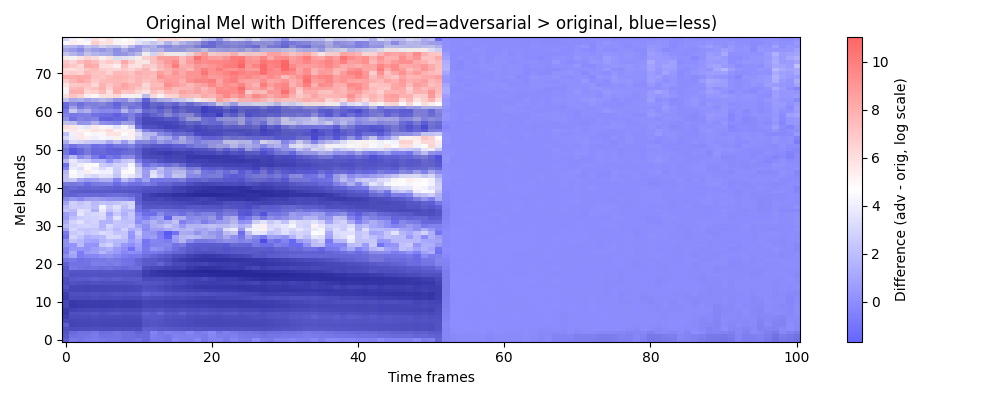 Original Mel with Differences (red=adversarial > original, blue=less)
Mel bands
70
60
50
40
30
20
10
0
0 20 40 60 80 100
Time frames
10
8
6
4
2
0
Difference (adv - orig, log scale)